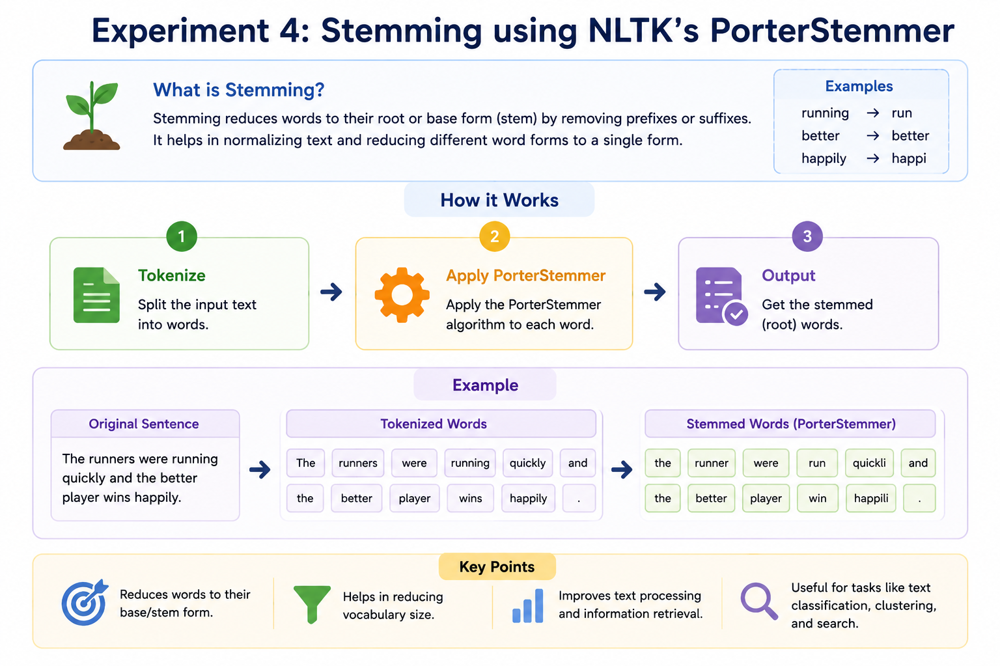 Experiment 4: Stemming using NLTK’s PorterStemmer
What is Stemming?
Stemming reduces words to their root or base form (stem) by removing prefixes or suffixes.
It helps in normalizing text and reducing different word forms to a single form.
Examples
running → run
better → better
happily → happi
How it Works
1
Tokenize
Split the input text
into words.
2
Apply PorterStemmer
Apply the PorterStemmer
algorithm to each word.
3
Output
Get the stemmed
(root) words.
Example
Original Sentence
The runners were running
quickly and the better
player wins happily.
Tokenized Words
The runners were running quickly and
the better player wins happily .
Stemmed Words (PorterStemmer)
the runner were run quickli and
the better player win happili .
Key Points
Reduces words to their
base/stem form.
Helps in reducing
vocabulary size.
Improves text processing
and information retrieval.
Useful for tasks like text
classification, clustering,
and search.